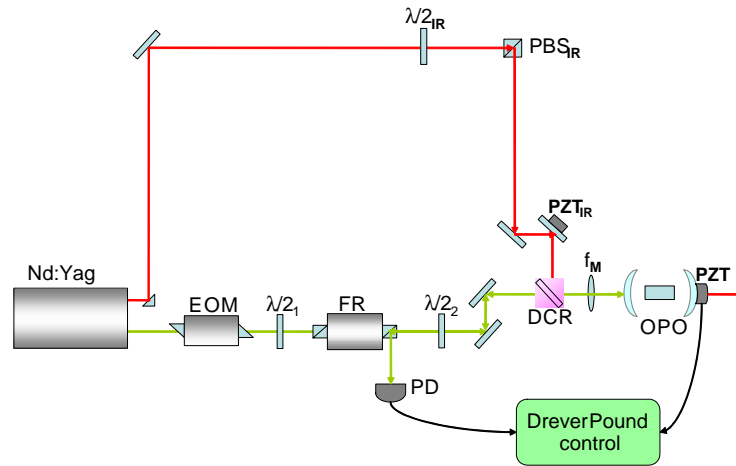 λ/2IR
PBSIR
PZTIR
Nd:Yag
fM
PZT
EOM
λ/21
FR
λ/22
DCR
OPO
PD
DreverPound
control